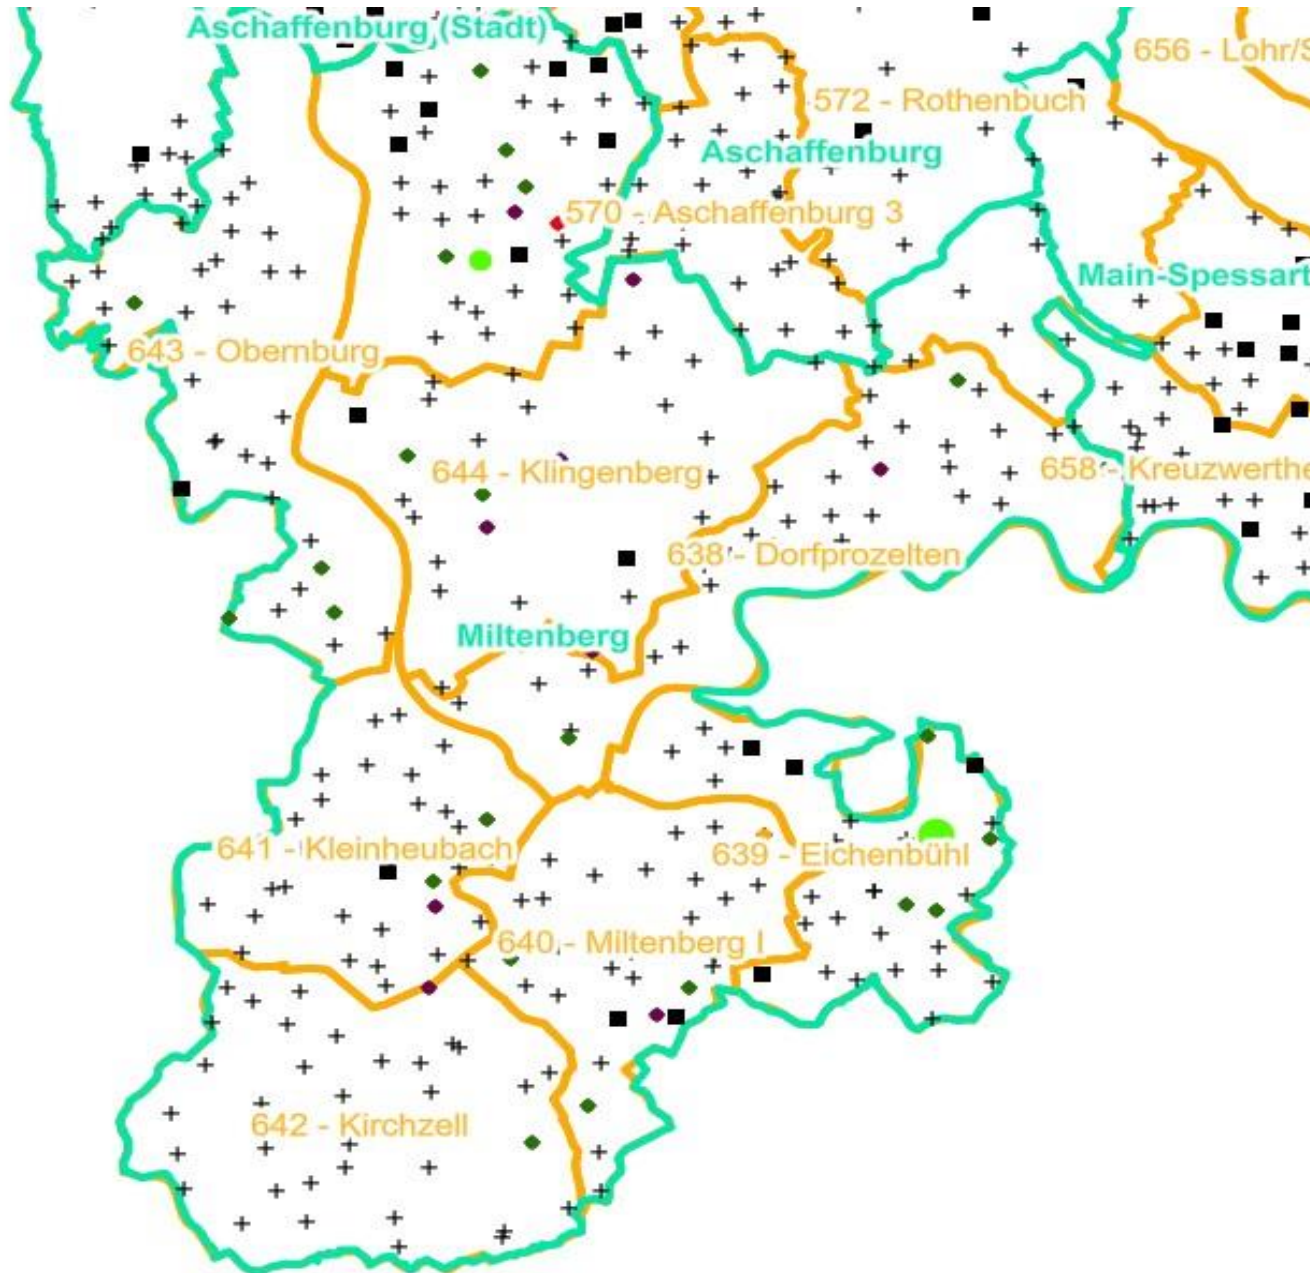 Aschaffenburg (Stadt)
656 - Lohr/S
572 - Rothenbuch
Aschaffenburg
570 - Aschaffenburg 3
Main-Spessart
643 - Obernburg
644 - Klingenberg
658 - Kreuzwerthe
638 - Dorfprozelten
Miltenberg
641 - Kleinheubach
639 - Eichenbühl
640 - Miltenberg I
642 - Kirchzell